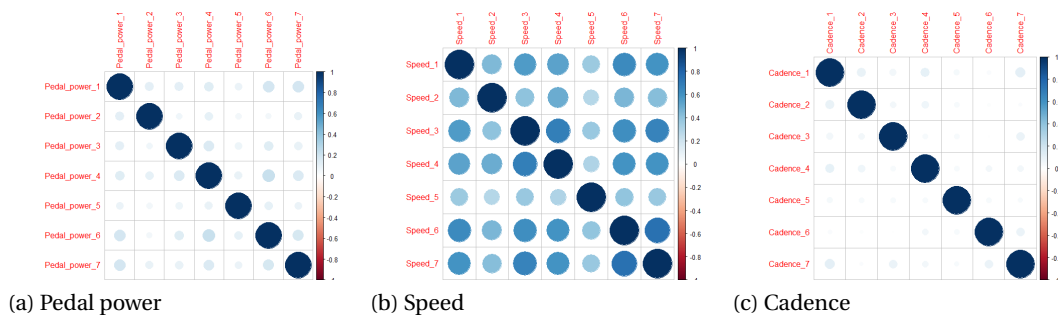 Pedal_power_1
Pedal_power_2
Pedal_power_3
Pedal_power_4
Pedal_power_5
Pedal_power_6
Pedal_power_7
Pedal_power_1
Pedal_power_2
Pedal_power_3
Pedal_power_4
Pedal_power_5
Pedal_power_6
Pedal_power_7
1
0.8
0.6
0.4
0.2
0
-0.2
-0.4
-0.6
-0.8
-1
(a) Pedal power
Speed_1
Speed_2
Speed_3
Speed_4
Speed_5
Speed_6
Speed_7
Speed_1
Speed_2
Speed_3
Speed_4
Speed_5
Speed_6
Speed_7
1
0.8
0.6
0.4
0.2
0
-0.2
-0.4
-0.6
-0.8
-1
(b) Speed
Cadence_1
Cadence_2
Cadence_3
Cadence_4
Cadence_5
Cadence_6
Cadence_7
Cadence_1
Cadence_2
Cadence_3
Cadence_4
Cadence_5
Cadence_6
Cadence_7
(c) Cadence